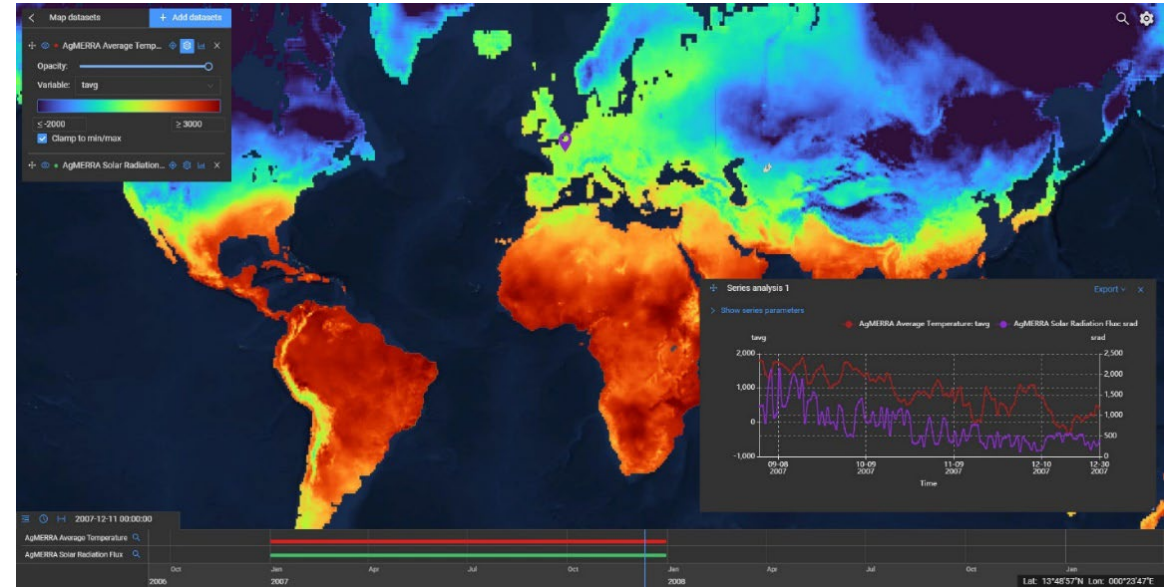 Map datasets
+ Add datasets
AgMERRA Average Temp...
Opacity:
Variable: tavg
≤ -2000 ≥ 3000
Clamp to min/max
AgMERRA Solar Radiation...
Series analysis 1 Export
Show series parameters
AgMERRA Average Temperature: tavg AgMERRA Solar Radiation Flux: srad
tavg srad
2,000 2,500
2,000
1,000 1,500
1,000
0
500
-1,000 0
09-08 10-09 11-09 12-10 12-30
2007 2007 2007 2007 2007
Time
2007-12-11 00:00:00
AgMERRA Average Temperature
AgMERRA Solar Radiation Flux
Oct Jan Apr Jul Oct Jan Apr Jul Oct Jan
2006 2007 2008
Lat: 13°48'57"N Lon: 000°23'47"E